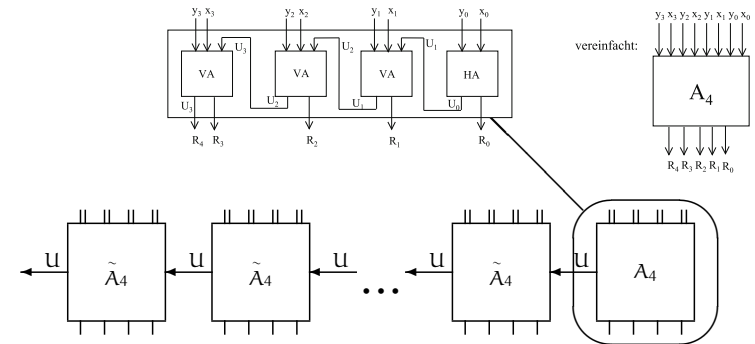 y3 x3 y2 x2 y1 x1 y0 x0
U3 U2 U1
VA VA VA HA
U3 U2 U1 U0
R4 R3 R2 R1 R0
vereinfacht:
y3 x3 y2 x2 y1 x1 y0 x0
A4
R4 R3 R2 R1 R0
U Ã4 U Ã4 U ... U Ã4 U A4